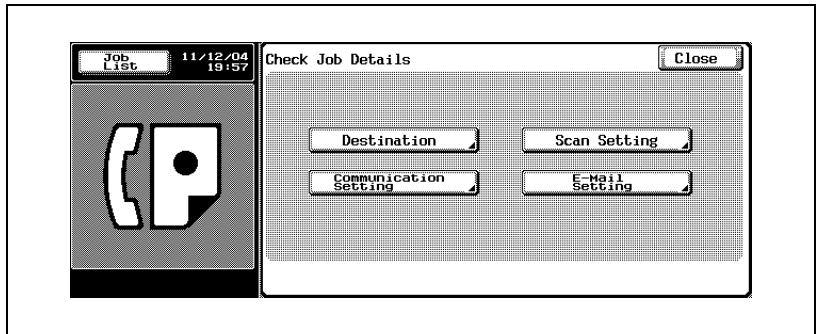 Job
List
11/12/04
19:57
Check Job Details
Close
Destination
Scan Setting
Communication
Setting
E-Mail
Setting